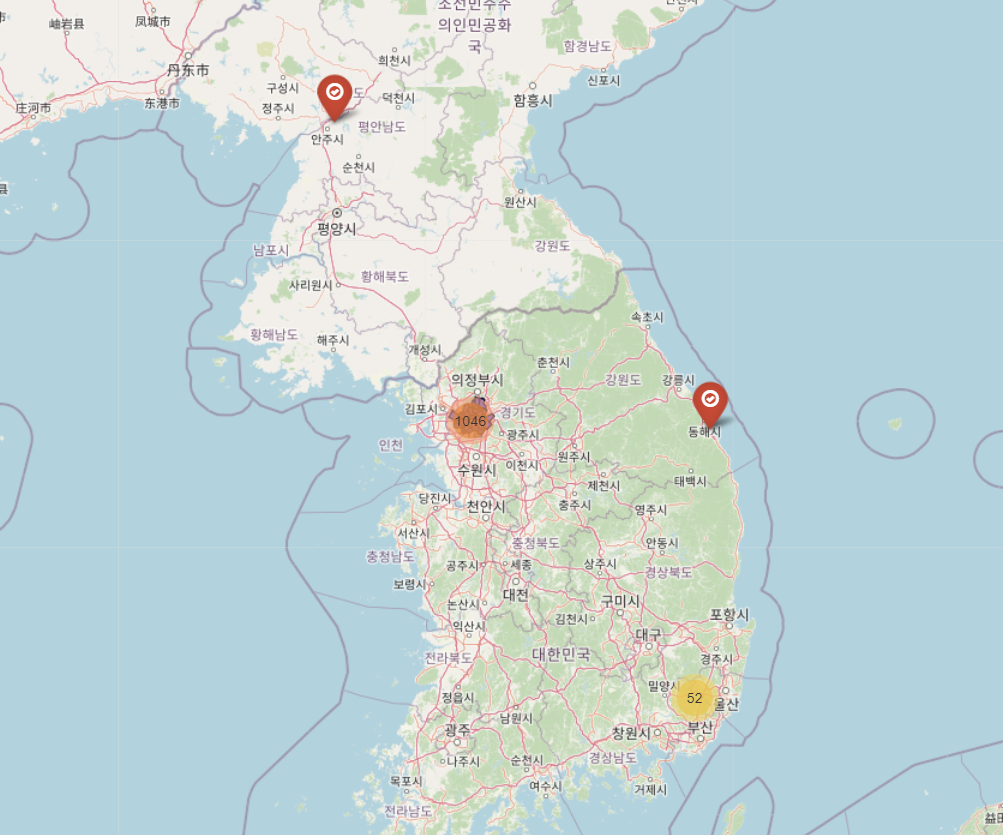 조선민주주
의인민공화
국
岫岩县
凤城市
丹东市
庄河市
东港市
희천시
함경남도
신포시
구성시
도
덕천시
정주시
함흥시
평안남도
안주시
순천시
원산시
평양시
남포시
강원도
황해북도
사리원시
황해남도
해주시
개성시
속초시
춘천시
의정부시
강원도
강릉시
김포시
1046
경기도
광주시
동해시
인천
수원시
이천시
원주시
태백시
당진시
천안시
제천시
충주시
영주시
서산시
충청북도
안동시
충청남도
공주시
세종
상주시
경상북도
보령시
대전
논산시
구미시
김천시
포항시
익산시
대구
전라북도
대한민국
경주시
밀양시
52
울산
정읍시
남원시
부산
광주
창원시
나주시
순천시
경상남도
목포시
여수시
거제시
전라남도
益田